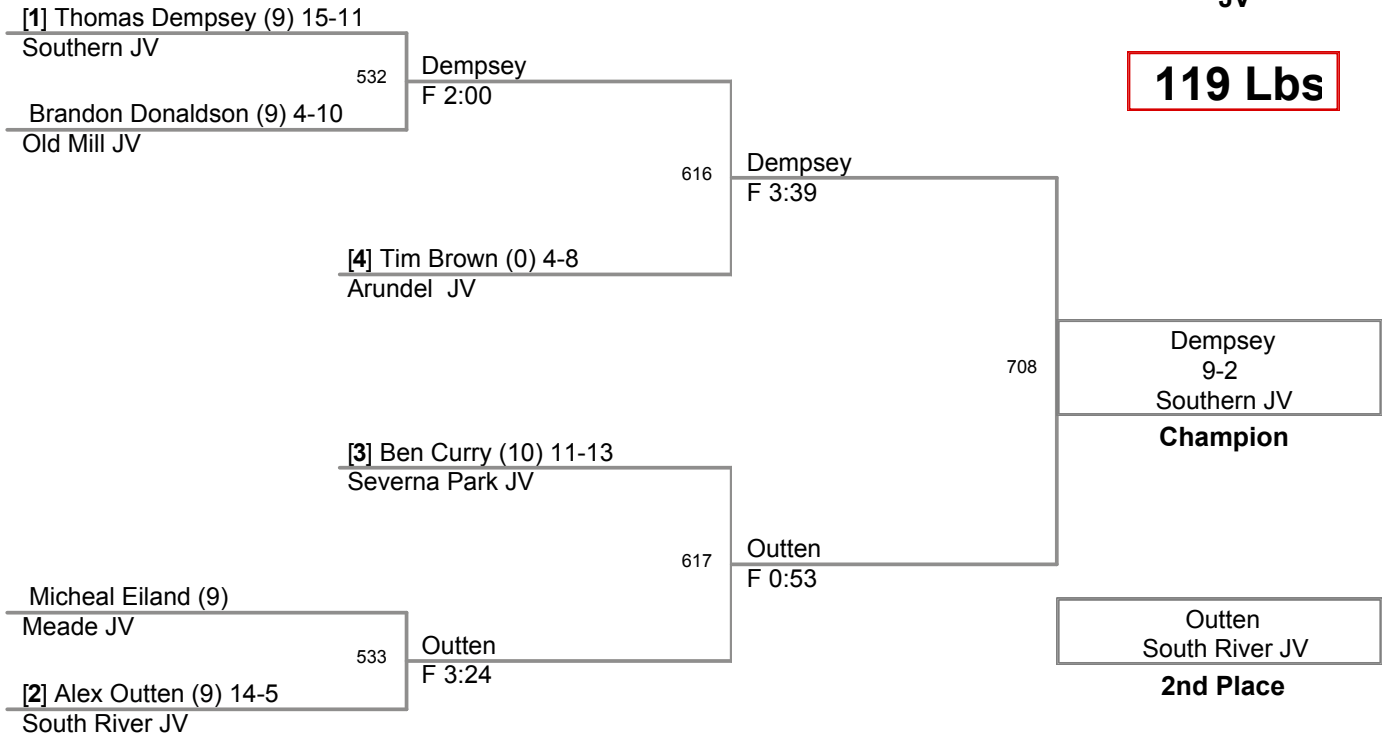 JV
119 Lbs
[1] Thomas Dempsey (9) 15-11
Southern JV
532
Dempsey
F 2:00
Brandon Donaldson (9) 4-10
Old Mill JV
616
Dempsey
F 3:39
[4] Tim Brown (0) 4-8
Arundel JV
708
Dempsey
9-2
Southern JV
Champion
[3] Ben Curry (10) 11-13
Severna Park JV
617
Outten
F 0:53
Micheal Eiland (9)
Meade JV
533
Outten
F 3:24
[2] Alex Outten (9) 14-5
South River JV
Outten
South River JV
2nd Place